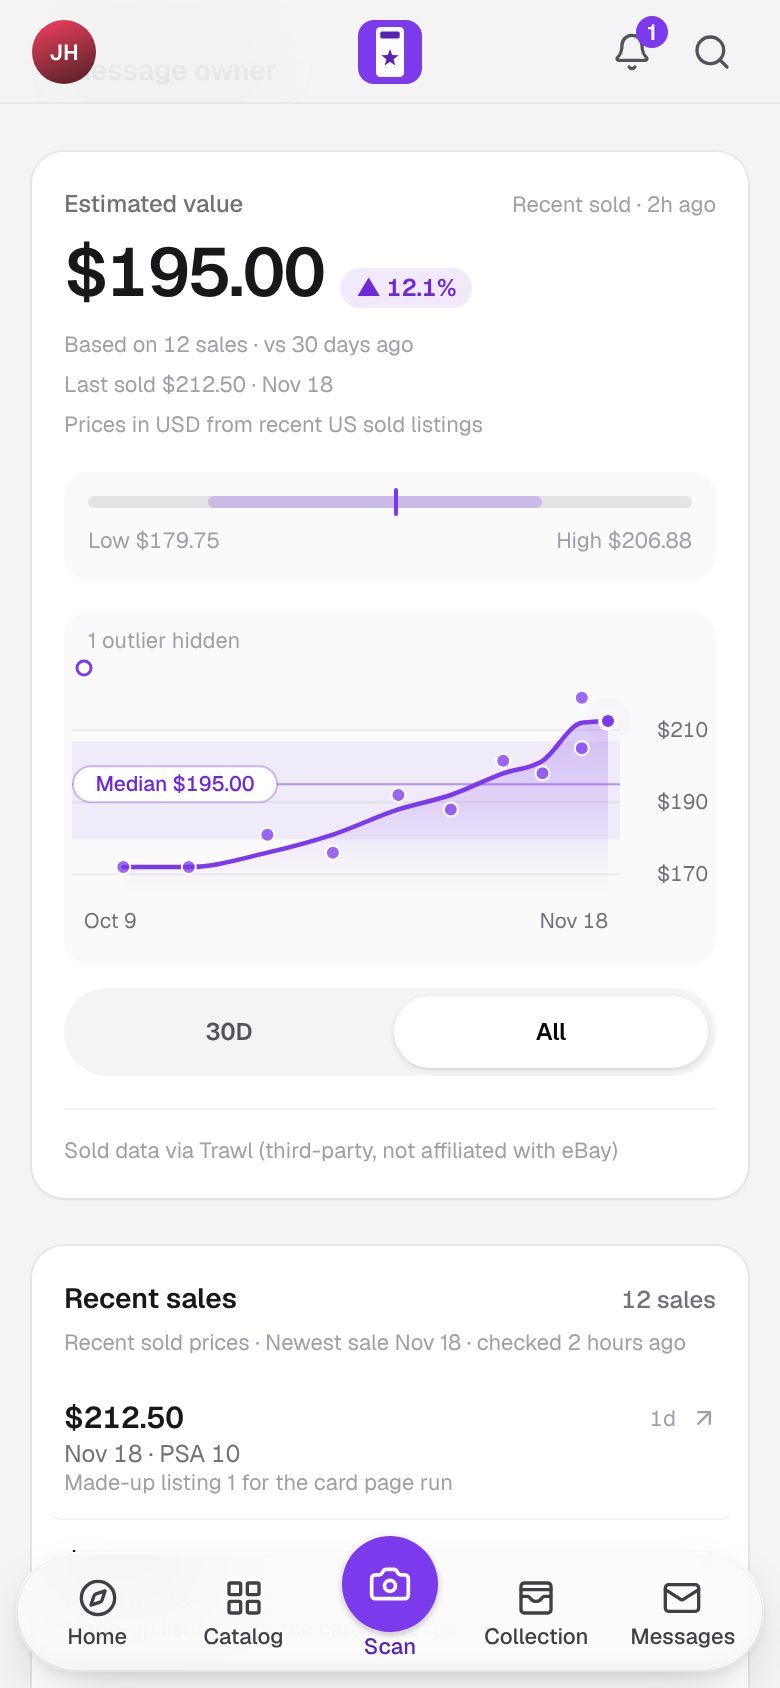 JH
Message owner
1
Estimated value
Recent sold · 2h ago
$195.00
▲ 12.1%
Based on 12 sales · vs 30 days ago
Last sold $212.50 · Nov 18
Prices in USD from recent US sold listings
Low $179.75
High $206.88
1 outlier hidden
$210
Median $195.00
$190
$170
Oct 9
Nov 18
30D
All
Sold data via Trawl (third-party, not affiliated with eBay)
Recent sales
12 sales
Recent sold prices · Newest sale Nov 18 · checked 2 hours ago
$212.50
1d
Nov 18 · PSA 10
Made-up listing 1 for the card page run
Home
Catalog
Scan
Collection
Messages